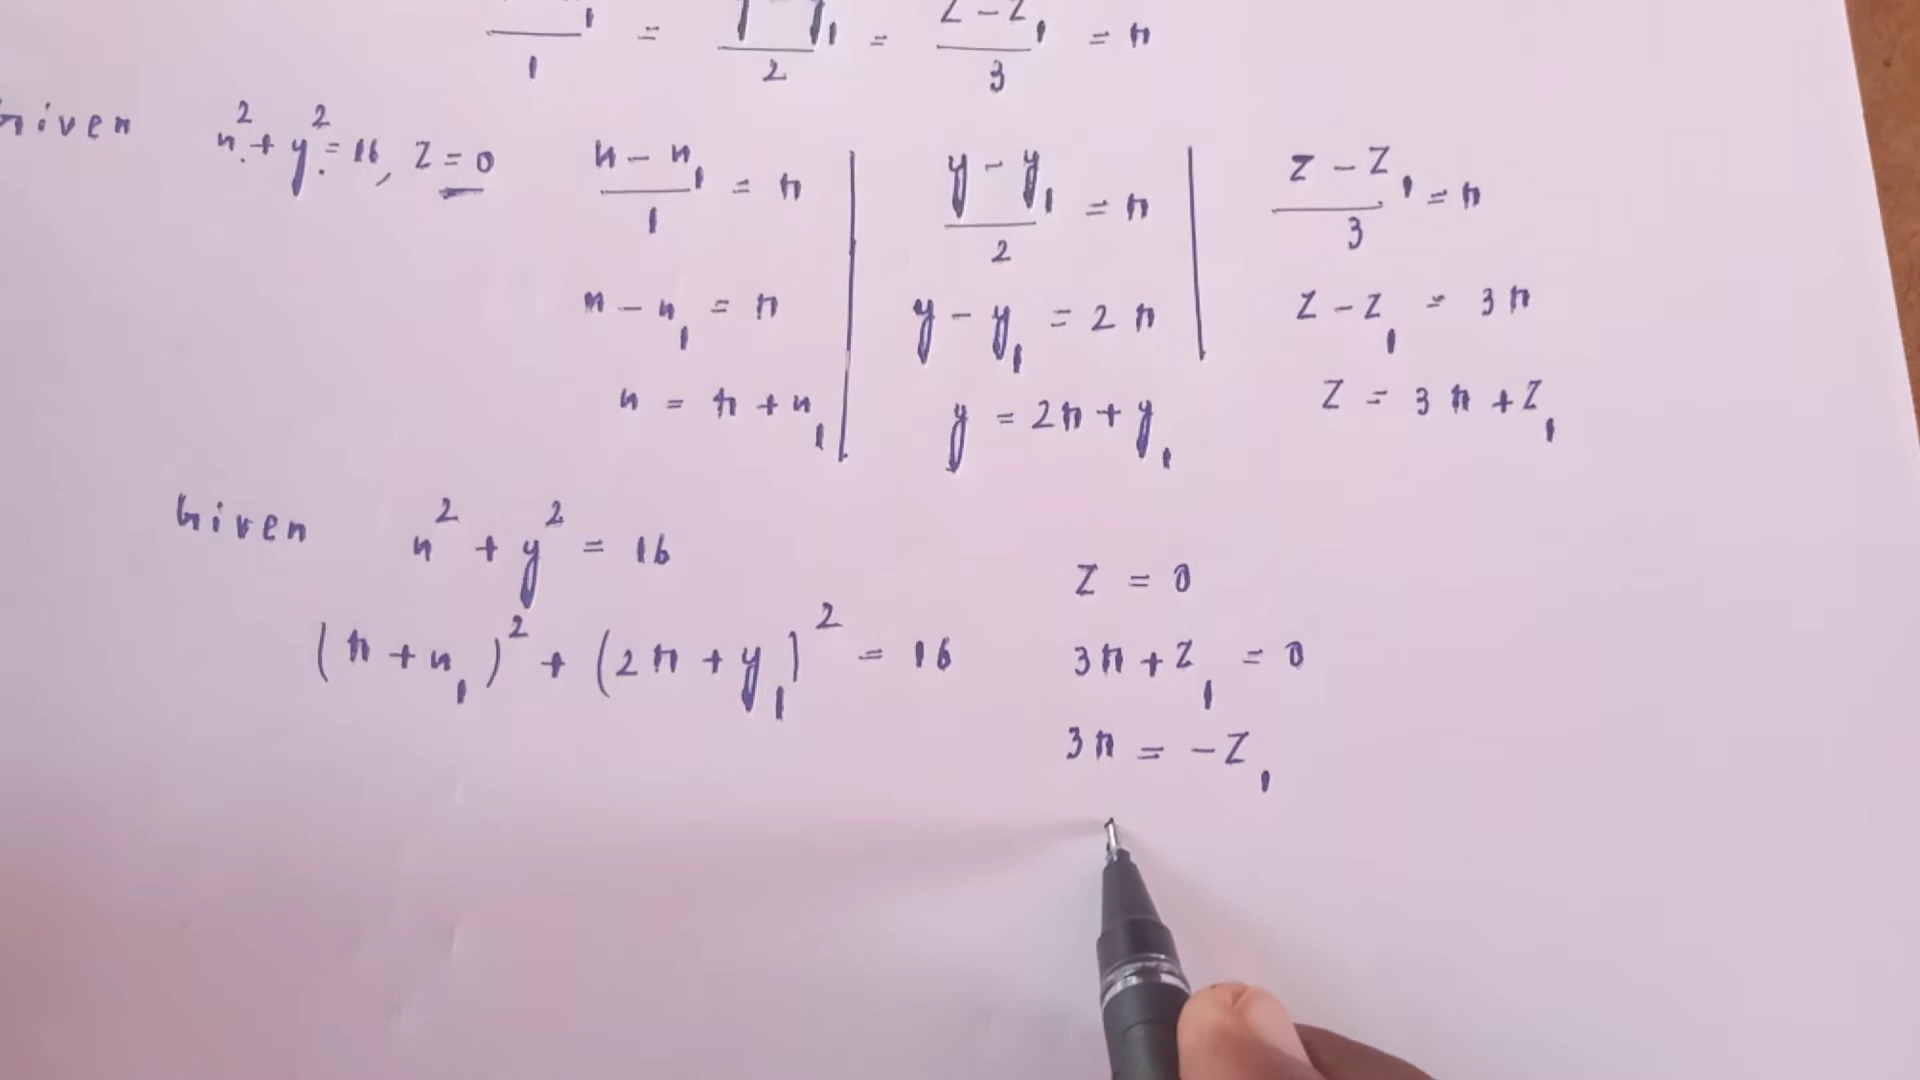 /1 = y - y₁/2 = z - z₁/3 = r
Given x² + y² = 16, z = 0
x - x₁/1 = r | y - y₁/2 = r | z - z₁/3 = r
x - x₁ = r | y - y₁ = 2r | z - z₁ = 3r
x = r + x₁ | y = 2r + y₁ z = 3r + z₁
Given x² + y² = 16
z = 0
(r + x₁)² + (2r + y₁)² = 16
3r + z₁ = 0
3r = -z₁